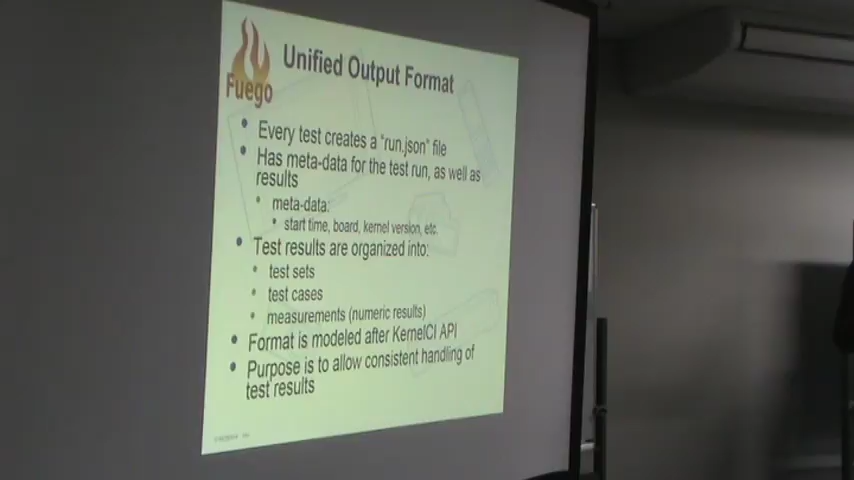 Fuego
Unified Output Format
• Every test creates a “run.json” file
• Has meta-data for the test run, as well as
results
• meta-data:
• start time, board, kernel version, etc.
• Test results are organized into:
• test sets
• test cases
• measurements (numeric results)
• Format is modeled after KernelCI API
• Purpose is to allow consistent handling of
test results